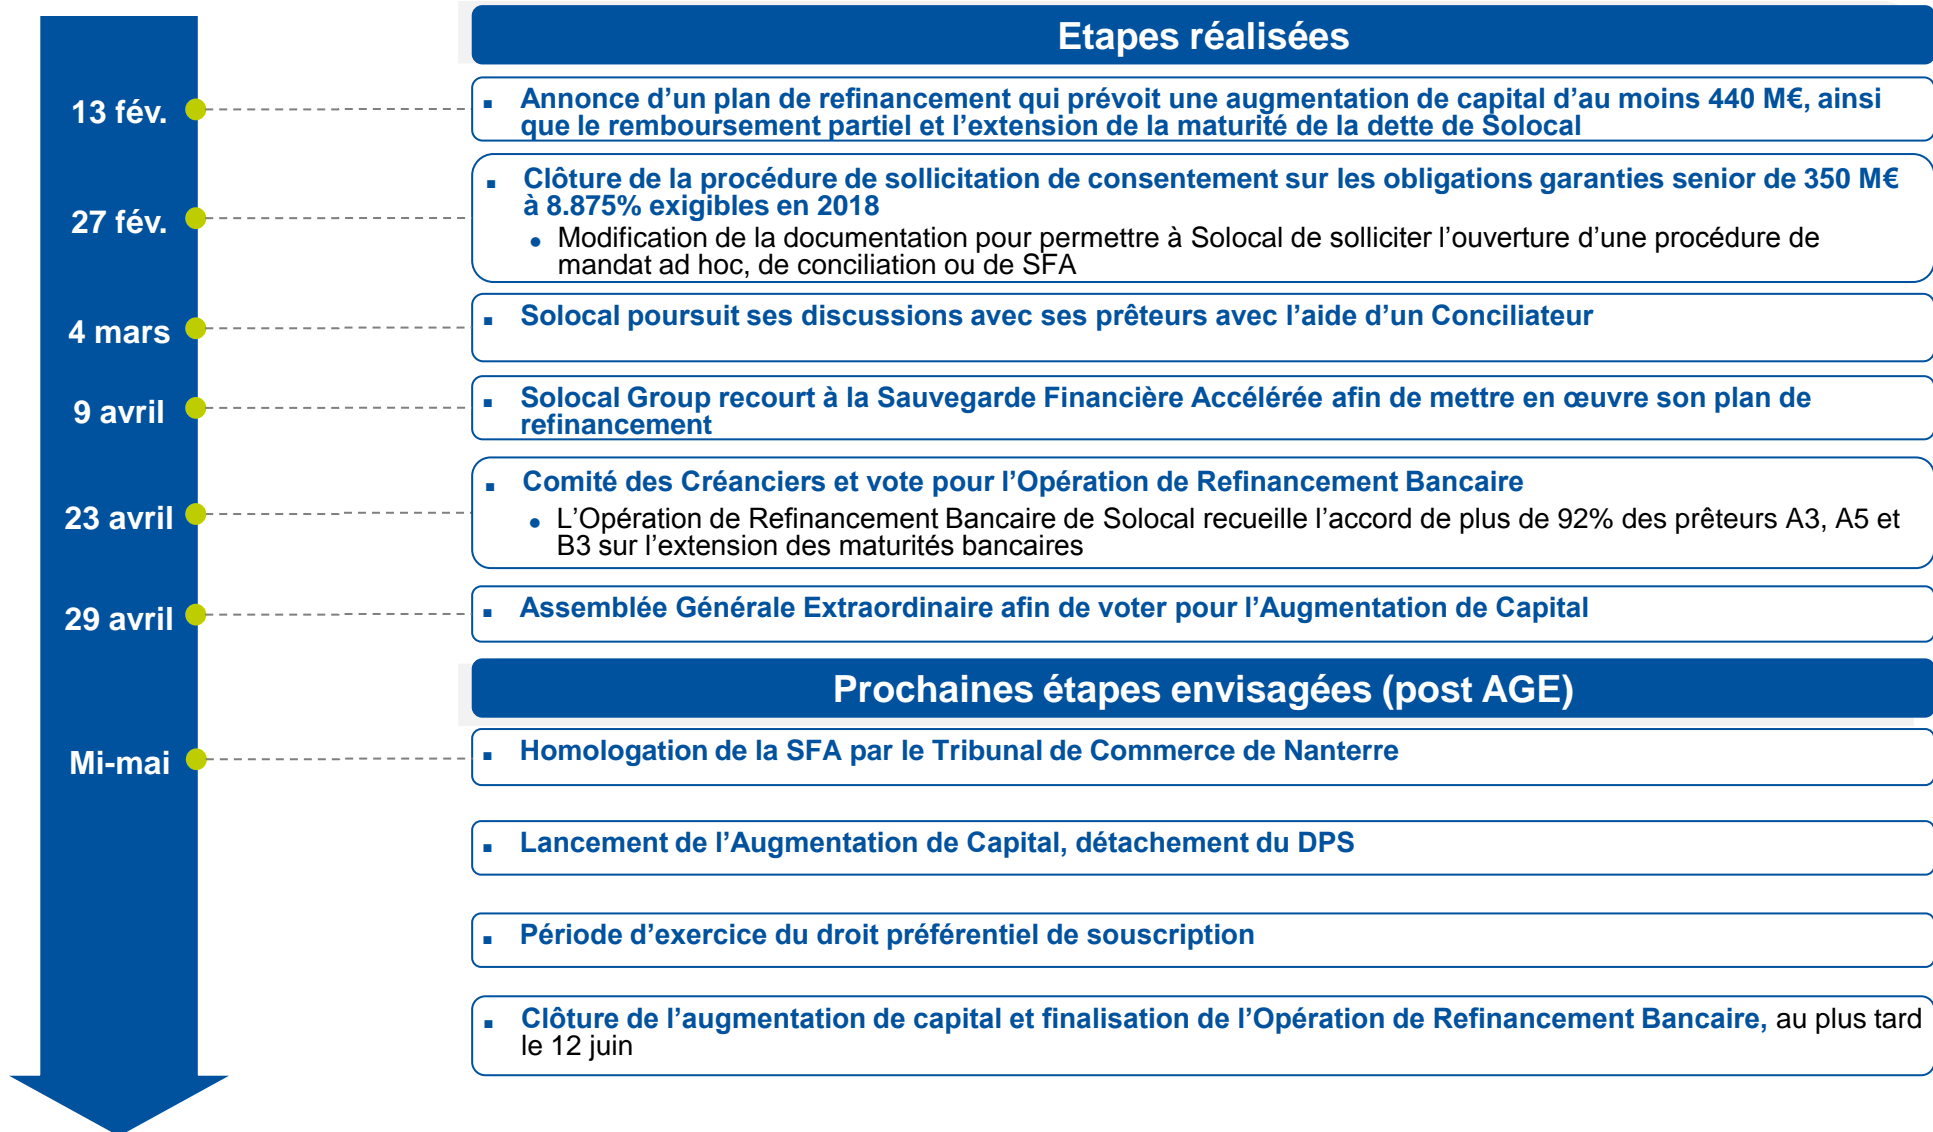 Etapes réalisées
13 fév.
▪ Annonce d’un plan de refinancement qui prévoit une augmentation de capital d’au moins 440 M€, ainsi
que le remboursement partiel et l’extension de la maturité de la dette de Solocal
27 fév.
▪ Clôture de la procédure de sollicitation de consentement sur les obligations garanties senior de 350 M€
à 8.875% exigibles en 2018
• Modification de la documentation pour permettre à Solocal de solliciter l’ouverture d’une procédure de
mandat ad hoc, de conciliation ou de SFA
4 mars
▪ Solocal poursuit ses discussions avec ses prêteurs avec l’aide d’un Conciliateur
9 avril
▪ Solocal Group recourt à la Sauvegarde Financière Accélérée afin de mettre en œuvre son plan de
refinancement
23 avril
▪ Comité des Créanciers et vote pour l’Opération de Refinancement Bancaire
• L’Opération de Refinancement Bancaire de Solocal recueille l’accord de plus de 92% des prêteurs A3, A5 et
B3 sur l’extension des maturités bancaires
29 avril
▪ Assemblée Générale Extraordinaire afin de voter pour l’Augmentation de Capital
Prochaines étapes envisagées (post AGE)
Mi-mai
▪ Homologation de la SFA par le Tribunal de Commerce de Nanterre
▪ Lancement de l’Augmentation de Capital, détachement du DPS
▪ Période d’exercice du droit préférentiel de souscription
▪ Clôture de l’augmentation de capital et finalisation de l’Opération de Refinancement Bancaire, au plus tard
le 12 juin